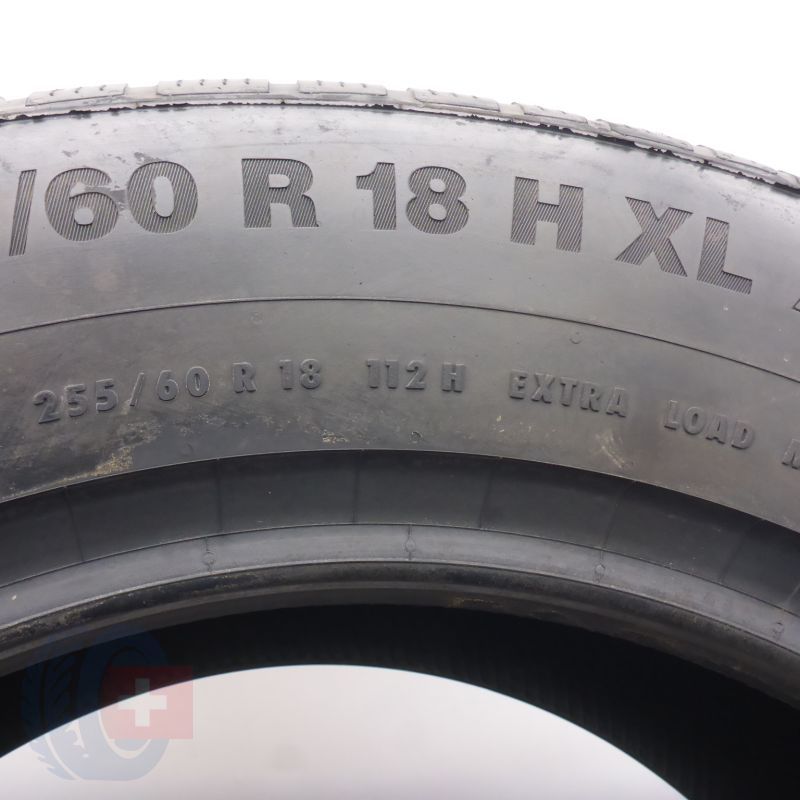 /60 R 18 H XL
255/60 R 18 112 H EXTRA LOAD M